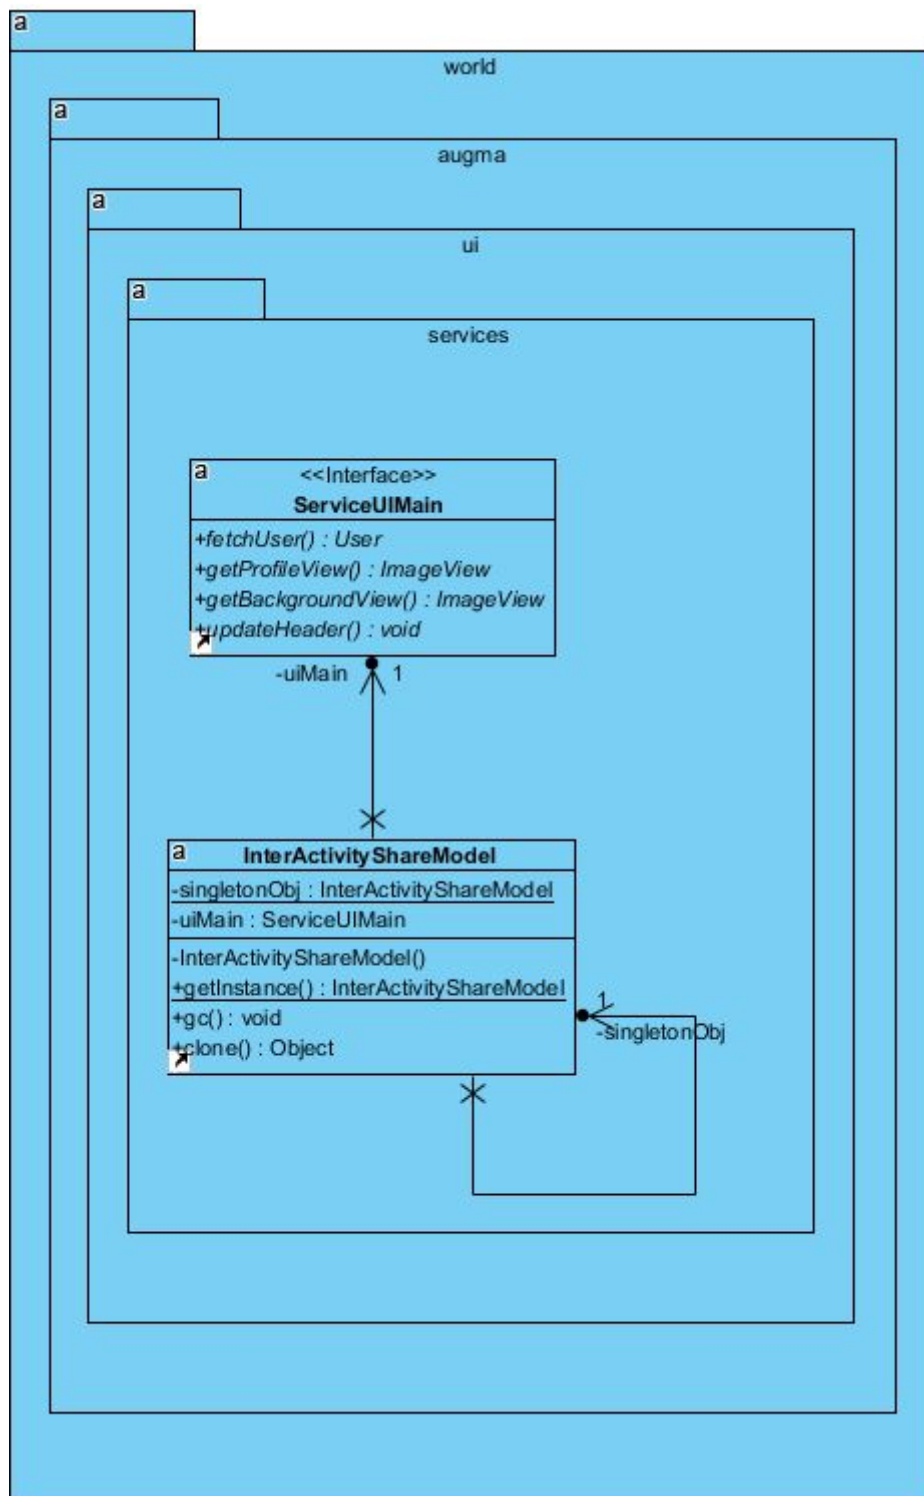 a
world
a
augma
a
ui
a
services
a
<<Interface>>
ServiceUIMain
+fetchUser() : User
+getProfileView() : ImageView
+getBackgroundView() : ImageView
+updateHeader() : void
-uiMain 1
a
InterActivityShareModel
-singletonObj : InterActivityShareModel
-uiMain : ServiceUIMain
-InterActivityShareModel()
+getInstance() : InterActivityShareModel
+gc() : void
+clone() : Object
1
-singletonObj